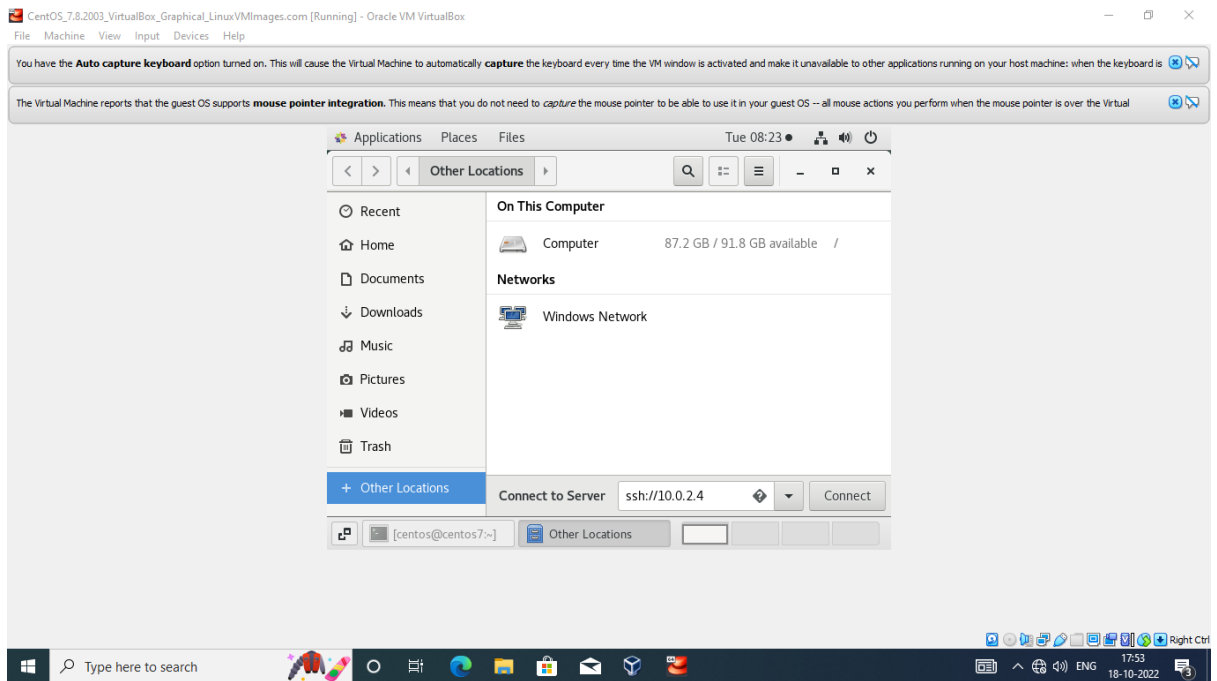 CentOS_7.8.2003_VirtualBox_Graphical_LinuxVMImages.com [Running] - Oracle VM VirtualBox
File Machine View Input Devices Help
You have the Auto capture keyboard option turned on. This will cause the Virtual Machine to automatically capture the keyboard every time the VM window is activated and make it unavailable to other applications running on your host machine: when the keyboard is
The Virtual Machine reports that the guest OS supports mouse pointer integration. This means that you do not need to capture the mouse pointer to be able to use it in your guest OS -- all mouse actions you perform when the mouse pointer is over the Virtual
Applications Places Files Tue 08:23
Other Locations
Recent
Home
Documents
Downloads
Music
Pictures
Videos
Trash
+ Other Locations
On This Computer
Computer 87.2 GB / 91.8 GB available /
Networks
Windows Network
Connect to Server ssh://10.0.2.4 Connect
[centos@centos7:~] Other Locations
Right Ctrl
Type here to search
ENG
17:53
18-10-2022
3